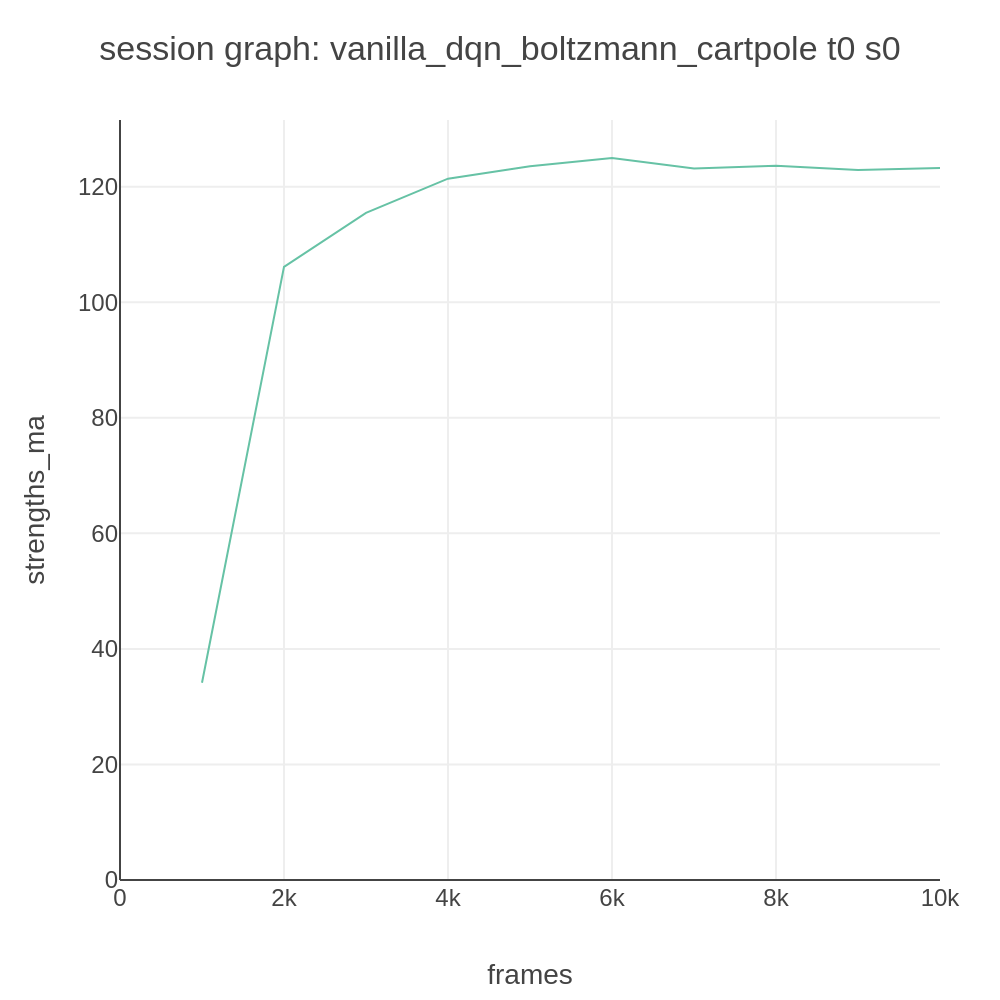 session graph: vanilla_dqn_boltzmann_cartpole t0 s0
strengths_ma
120
100
80
60
40
20
0
0 2k 4k 6k 8k 10k
frames